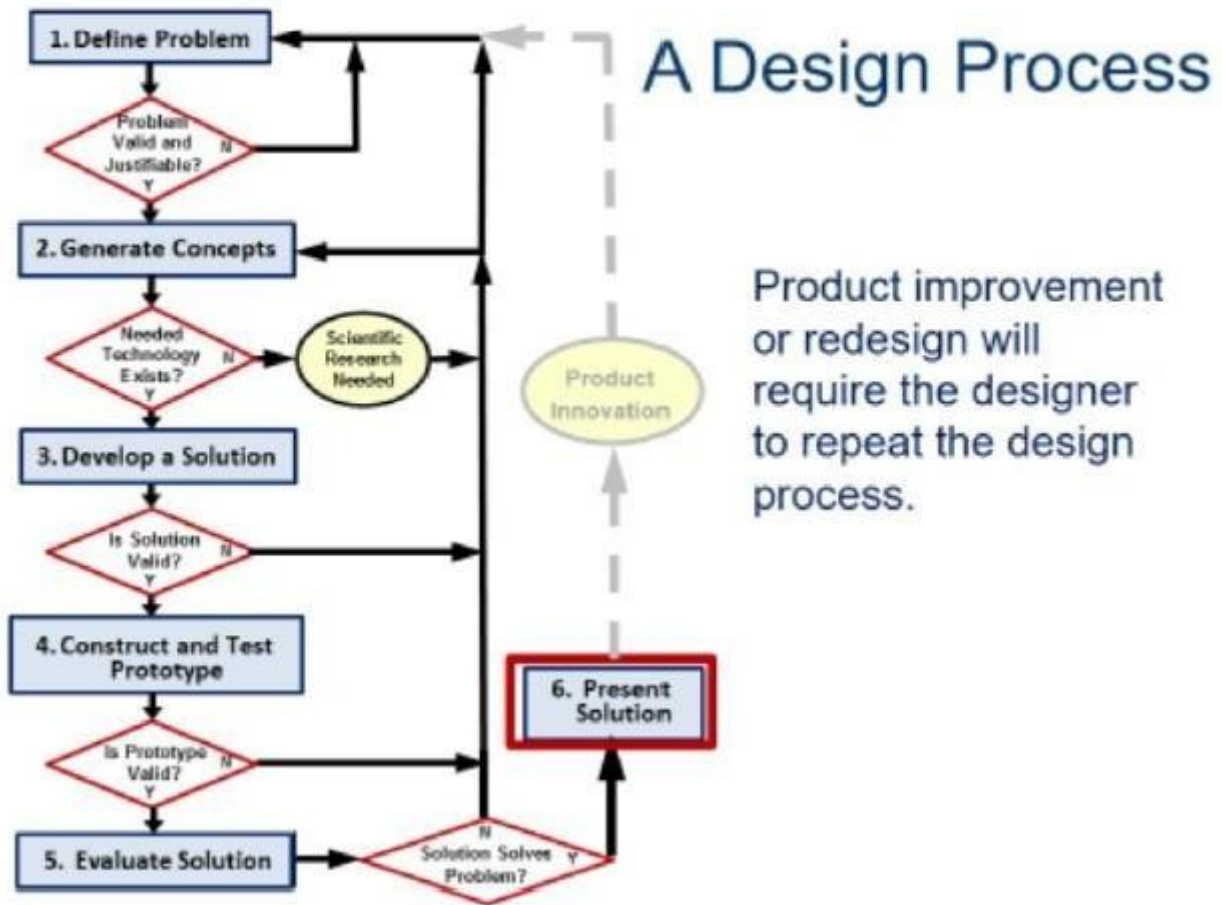 A Design Process
1. Define Problem
Problem
Valid and
Justifiable?
N
Y
2. Generate Concepts
Needed
Technology
Exists?
N
Y
Scientific
Research
Needed
3. Develop a Solution
Is Solution
Valid?
N
Y
4. Construct and Test
Prototype
Is Prototype
Valid?
N
Y
5. Evaluate Solution
N
Solution Solves
Problem?
Y
6. Present
Solution
Product
Innovation
Product improvement
or redesign will
require the designer
to repeat the design
process.